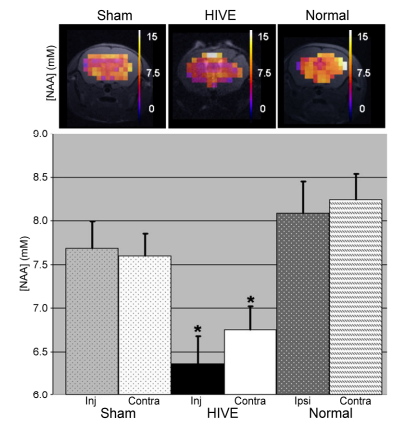 Sham HIVE Normal
[NAA] (mM)
15 15 15
7.5 7.5 7.5
0 0 0
[NAA] (mM)
9.0
8.5
8.0
7.5
7.0
6.5
6.0
* *
Inj Contra Inj Contra Ipsi Contra
Sham HIVE Normal